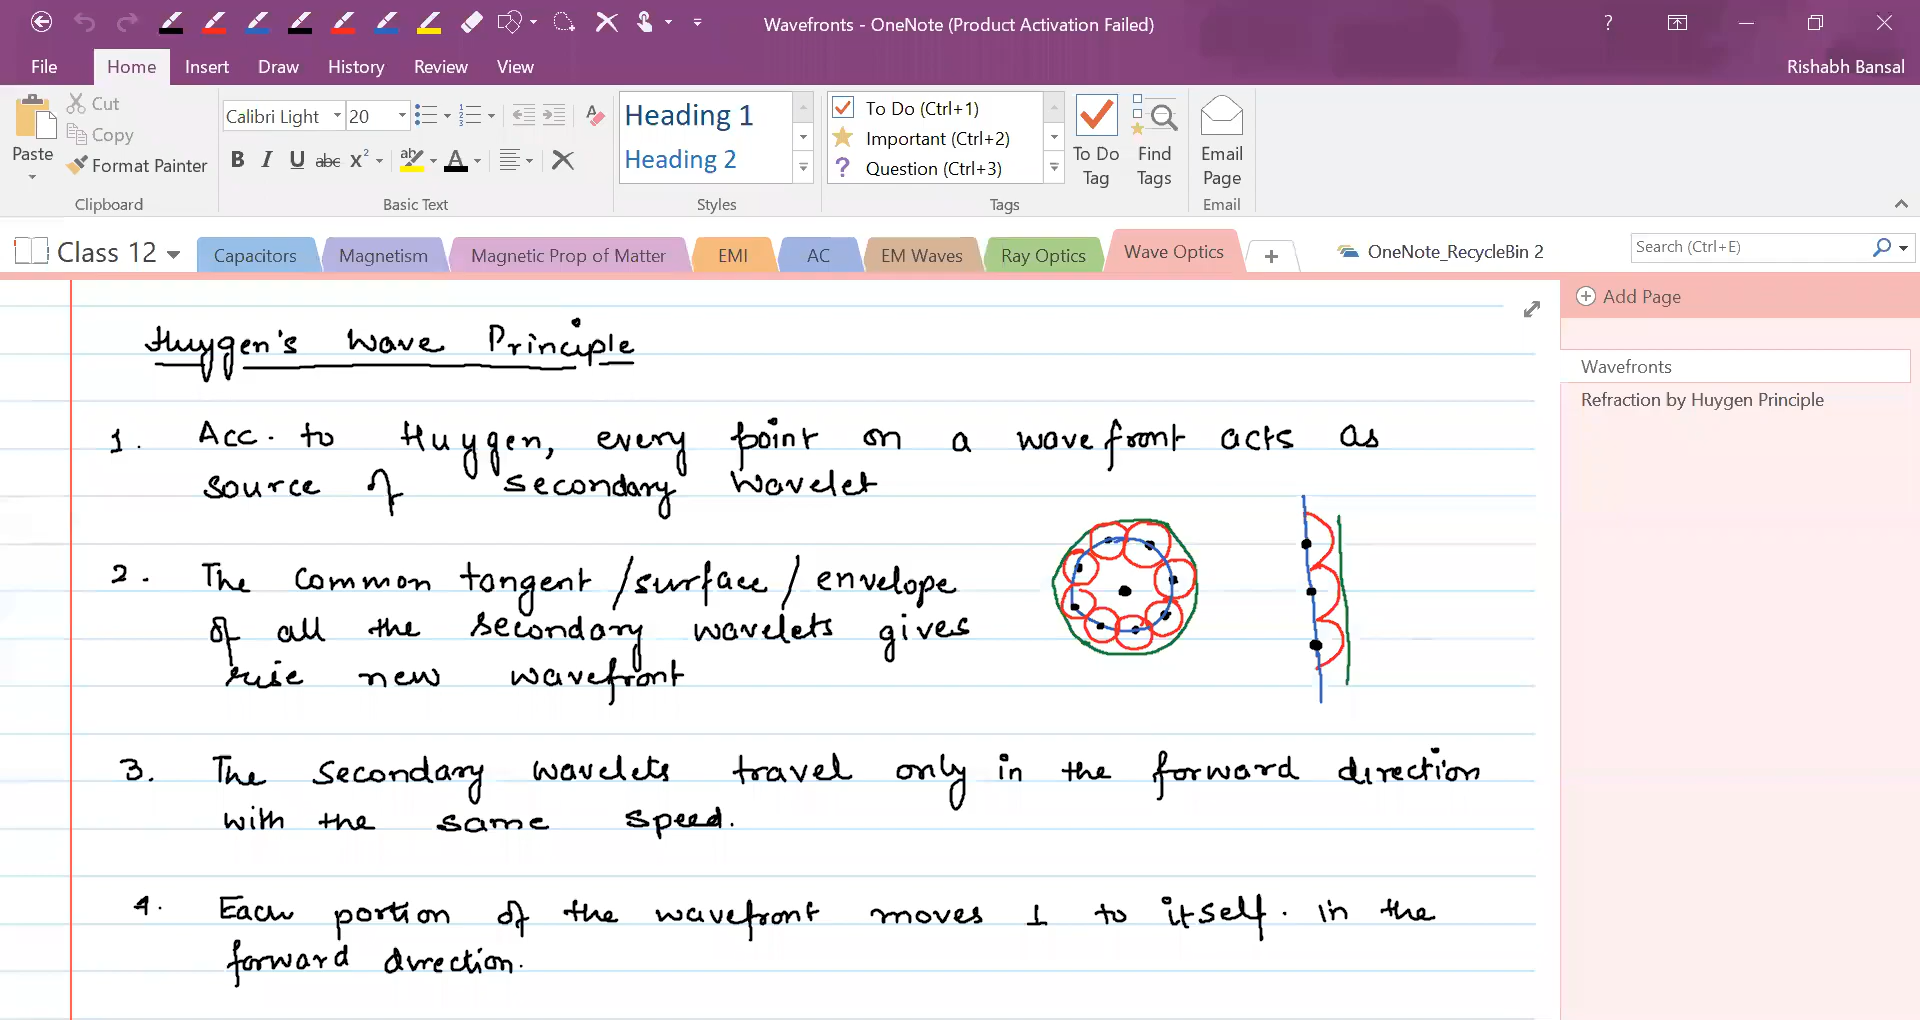 Wavefronts - OneNote (Product Activation Failed)
?
File Home Insert Draw History Review View
Rishabh Bansal
Paste
Cut
Copy
Format Painter
Clipboard
Calibri Light 20
B I U abc x² ab A
Basic Text
Heading 1
Heading 2
Styles
To Do (Ctrl+1)
Important (Ctrl+2)
? Question (Ctrl+3)
To Do Tag
Find Tags
Tags
Email Page
Email
Class 12 Capacitors Magnetism Magnetic Prop of Matter EMI AC EM Waves Ray Optics Wave Optics + OneNote_RecycleBin 2 Search (Ctrl+E)
Add Page
Wavefronts
Refraction by Huygen Principle
Huygen's Wave Principle
1. Acc. to Huygen, every point on a wavefront acts as
source of secondary wavelet
2. The common tangent /surface/ envelope
of all the secondary wavelets gives
rise new wavefront
3. The secondary wavelets travel only in the forward direction
with the same speed.
4. Each portion of the wavefront moves ⊥ to itself. in the
forward direction.